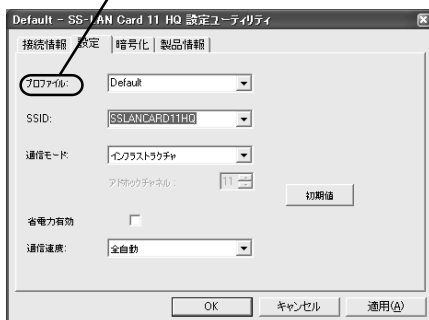 Default - SS-LAN Card 11 HQ 設定ユーティリティ
接続情報 設定 暗号化 製品情報
プロファイル: Default
SSID: SSLANCARD11HQ
通信モード: インフラストラクチャ
アドホックチャネル: 11
初期値
省電力有効
通信速度: 全自動
OK キャンセル 適用(A)